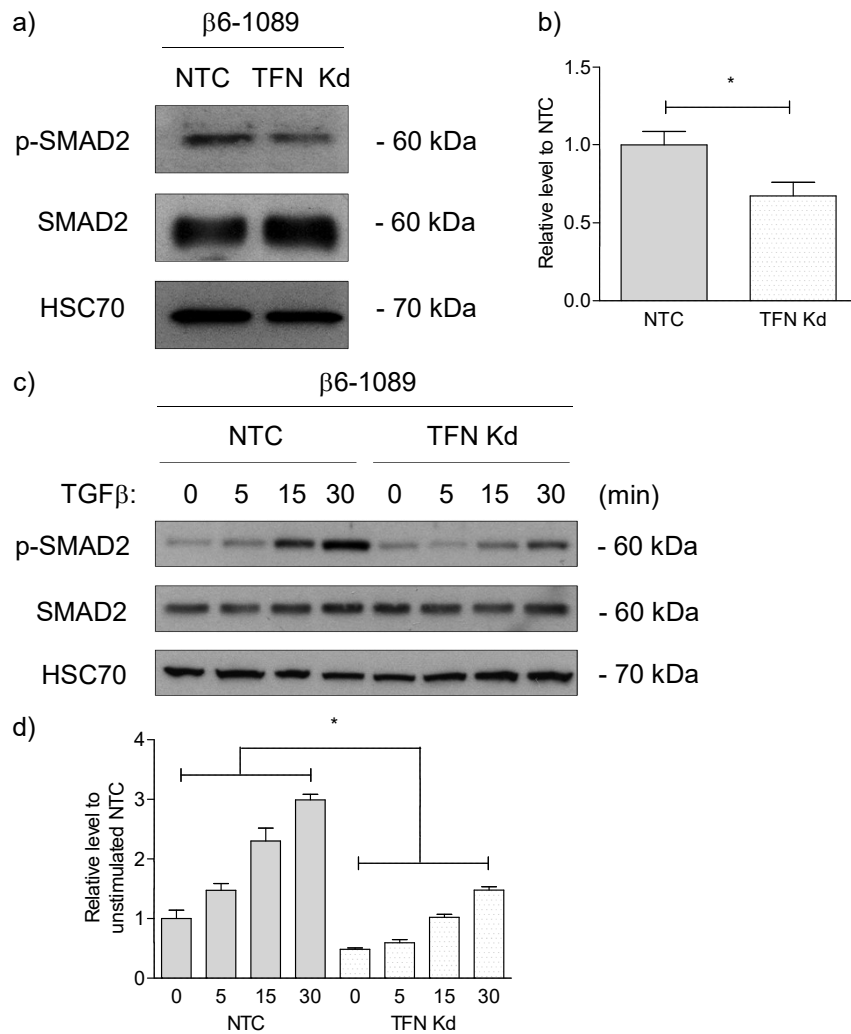 a)
β6-1089
NTC TFN Kd
p-SMAD2 - 60 kDa
SMAD2 - 60 kDa
HSC70 - 70 kDa
b)
Relative level to NTC
1.5
1.0
0.5
0.0
*
NTC TFN Kd
c)
β6-1089
NTC TFN Kd
TGFβ: 0 5 15 30 0 5 15 30 (min)
p-SMAD2 - 60 kDa
SMAD2 - 60 kDa
HSC70 - 70 kDa
d)
Relative level to
unstimulated NTC
4
3
2
1
0
*
0 5 15 30 0 5 15 30
NTC TFN Kd